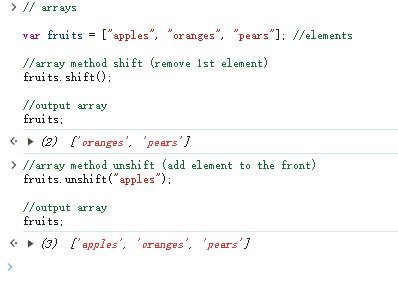 // arrays
var fruits = ["apples", "oranges", "pears"]; //elements
//array method shift (remove 1st element)
fruits.shift();
//output array
fruits;
(2) ['oranges', 'pears']
//array method unshift (add element to the front)
fruits.unshift("apples");
//output array
fruits;
(3) ['apples', 'oranges', 'pears']